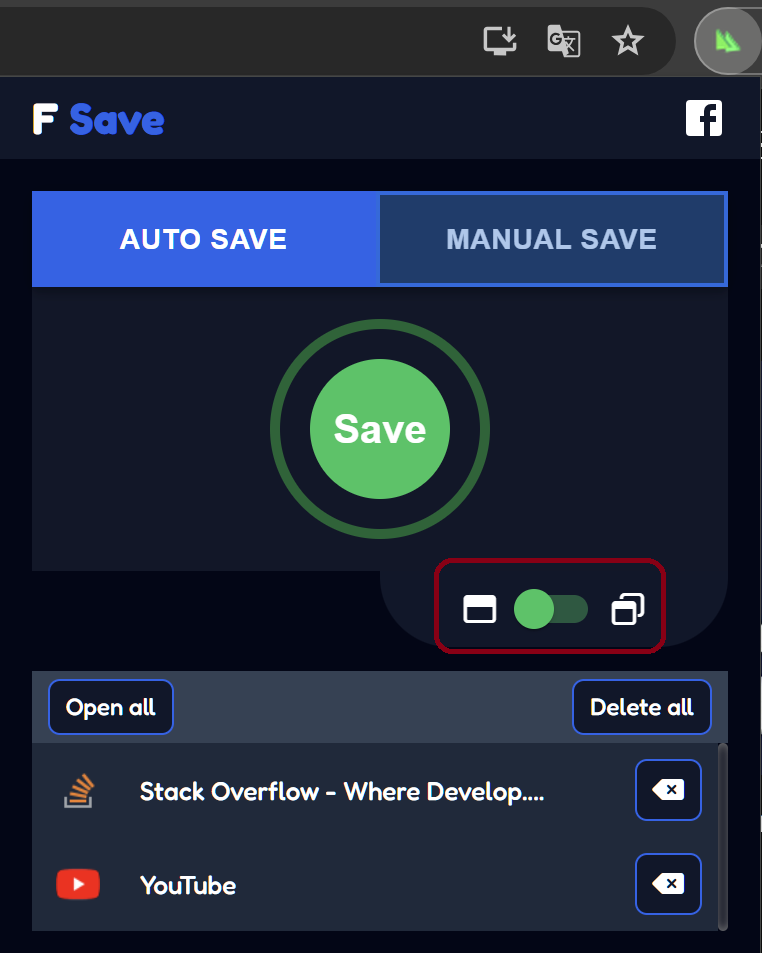 F Save
AUTO SAVE
MANUAL SAVE
Save
Open all
Delete all
Stack Overflow - Where Develop....
YouTube